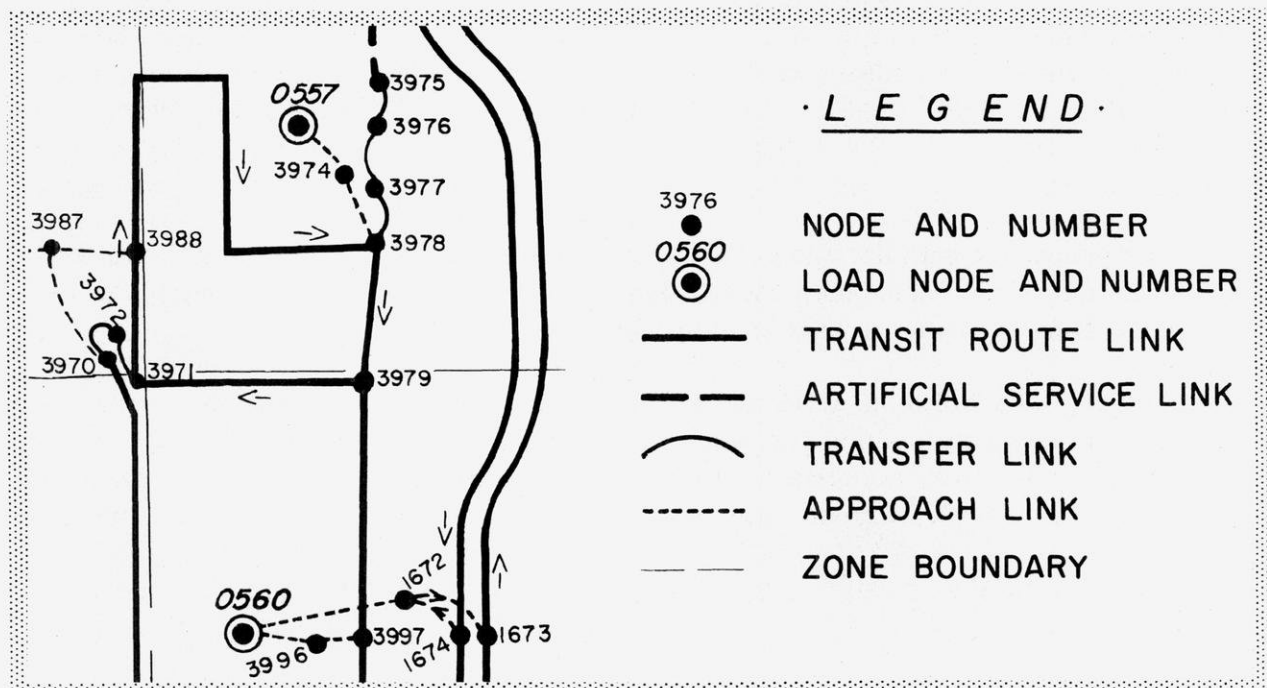 3975
0557
3976
3974
3977
3987
3988
3978
3972
3970
3971
3979
1672
0560
3997
1673
3996
1674
· LEGEND ·
3976
NODE AND NUMBER
0560
LOAD NODE AND NUMBER
TRANSIT ROUTE LINK
ARTIFICIAL SERVICE LINK
TRANSFER LINK
APPROACH LINK
ZONE BOUNDARY